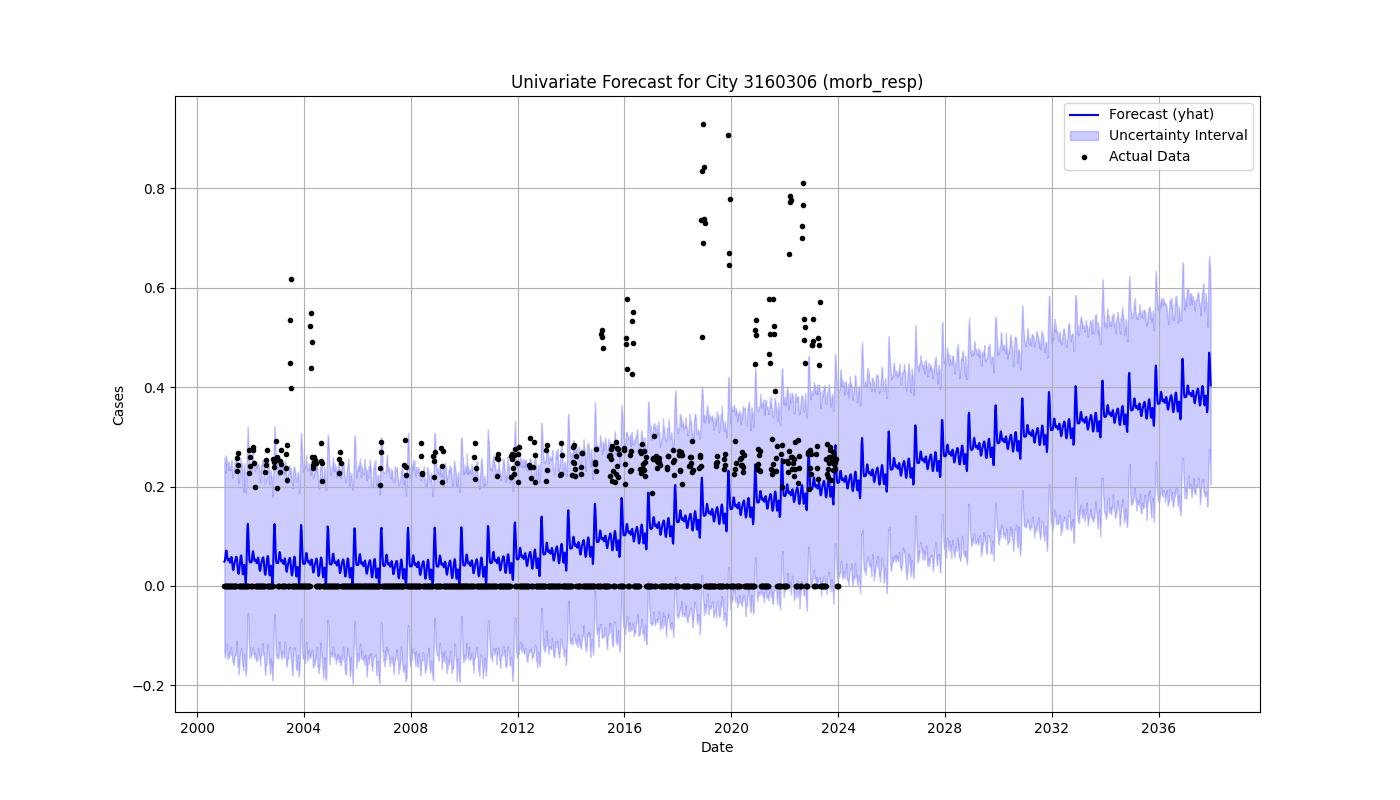 Univariate Forecast for City 3160306 (morb_resp)
Forecast (yhat)
Uncertainty Interval
Actual Data
Cases
0.8
0.6
0.4
0.2
0.0
−0.2
2000 2004 2008 2012 2016 2020 2024 2028 2032 2036
Date